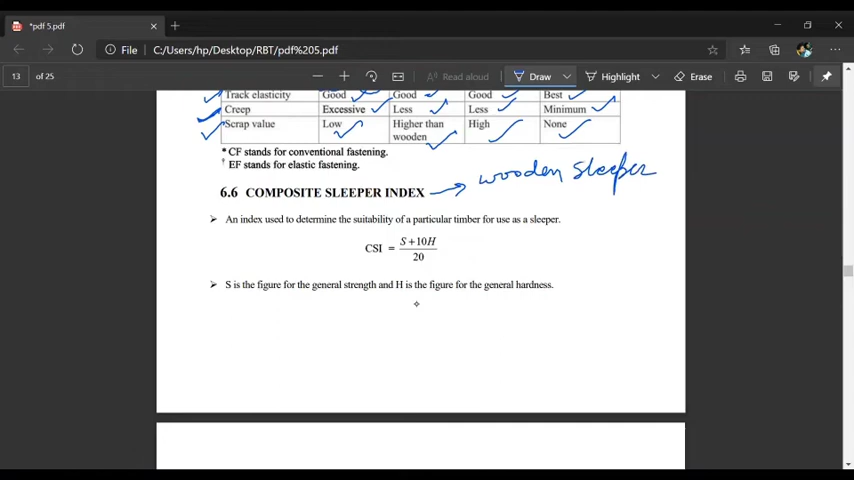 *pdf 5.pdf
File C:/Users/hp/Desktop/RBT/pdf%205.pdf
13 of 25 Read aloud Draw Highlight Erase
Track elasticity Good Good Good Best
Creep Excessive Less Less Minimum
Scrap value Low Higher than wooden High None
* CF stands for conventional fastening.
† EF stands for elastic fastening.
6.6 COMPOSITE SLEEPER INDEX → wooden sleeper
➢ An index used to determine the suitability of a particular timber for use as a sleeper.
CSI = S+10H
20
➢ S is the figure for the general strength and H is the figure for the general hardness.